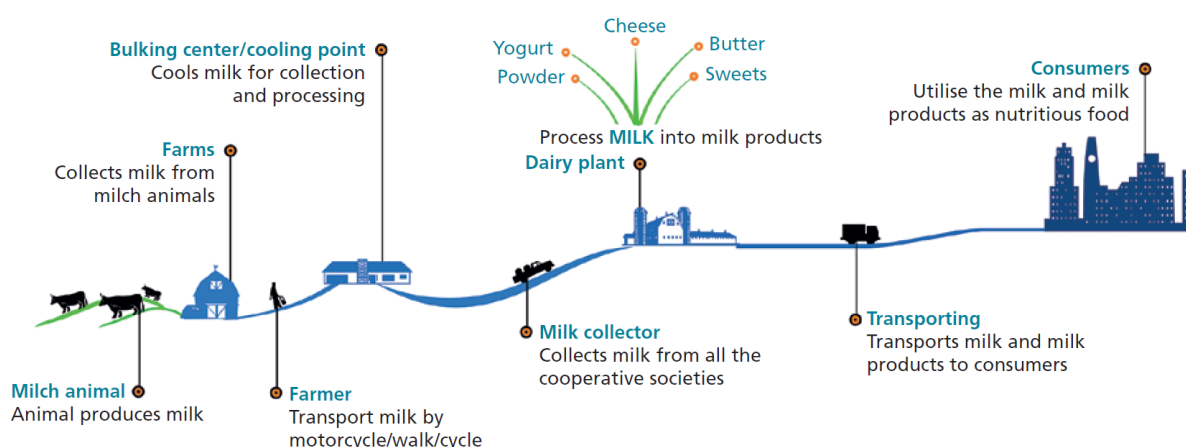 Milch animal
Animal produces milk
Farms
Collects milk from
milch animals
Farmer
Transport milk by
motorcycle/walk/cycle
Bulking center/cooling point
Cools milk for collection
and processing
Milk collector
Collects milk from all the
cooperative societies
Cheese
Yogurt
Butter
Powder
Sweets
Process MILK into milk products
Dairy plant
Transporting
Transports milk and milk
products to consumers
Consumers
Utilise the milk and milk
products as nutritious food